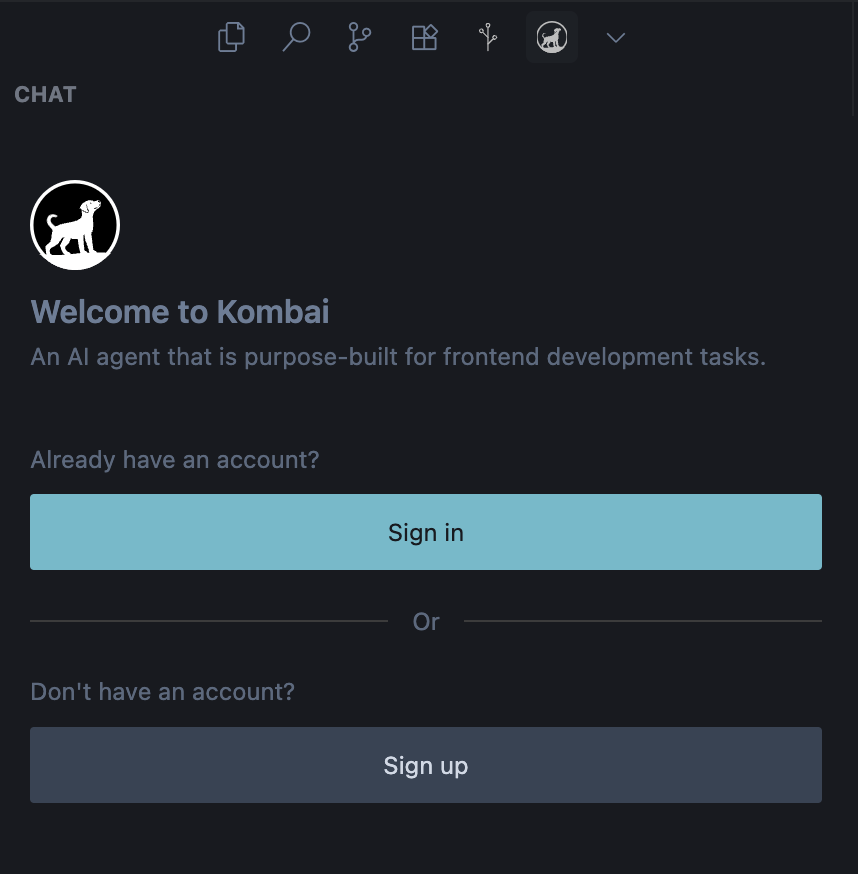 CHAT
Welcome to Kombai
An AI agent that is purpose-built for frontend development tasks.
Already have an account?
Sign in
Or
Don't have an account?
Sign up